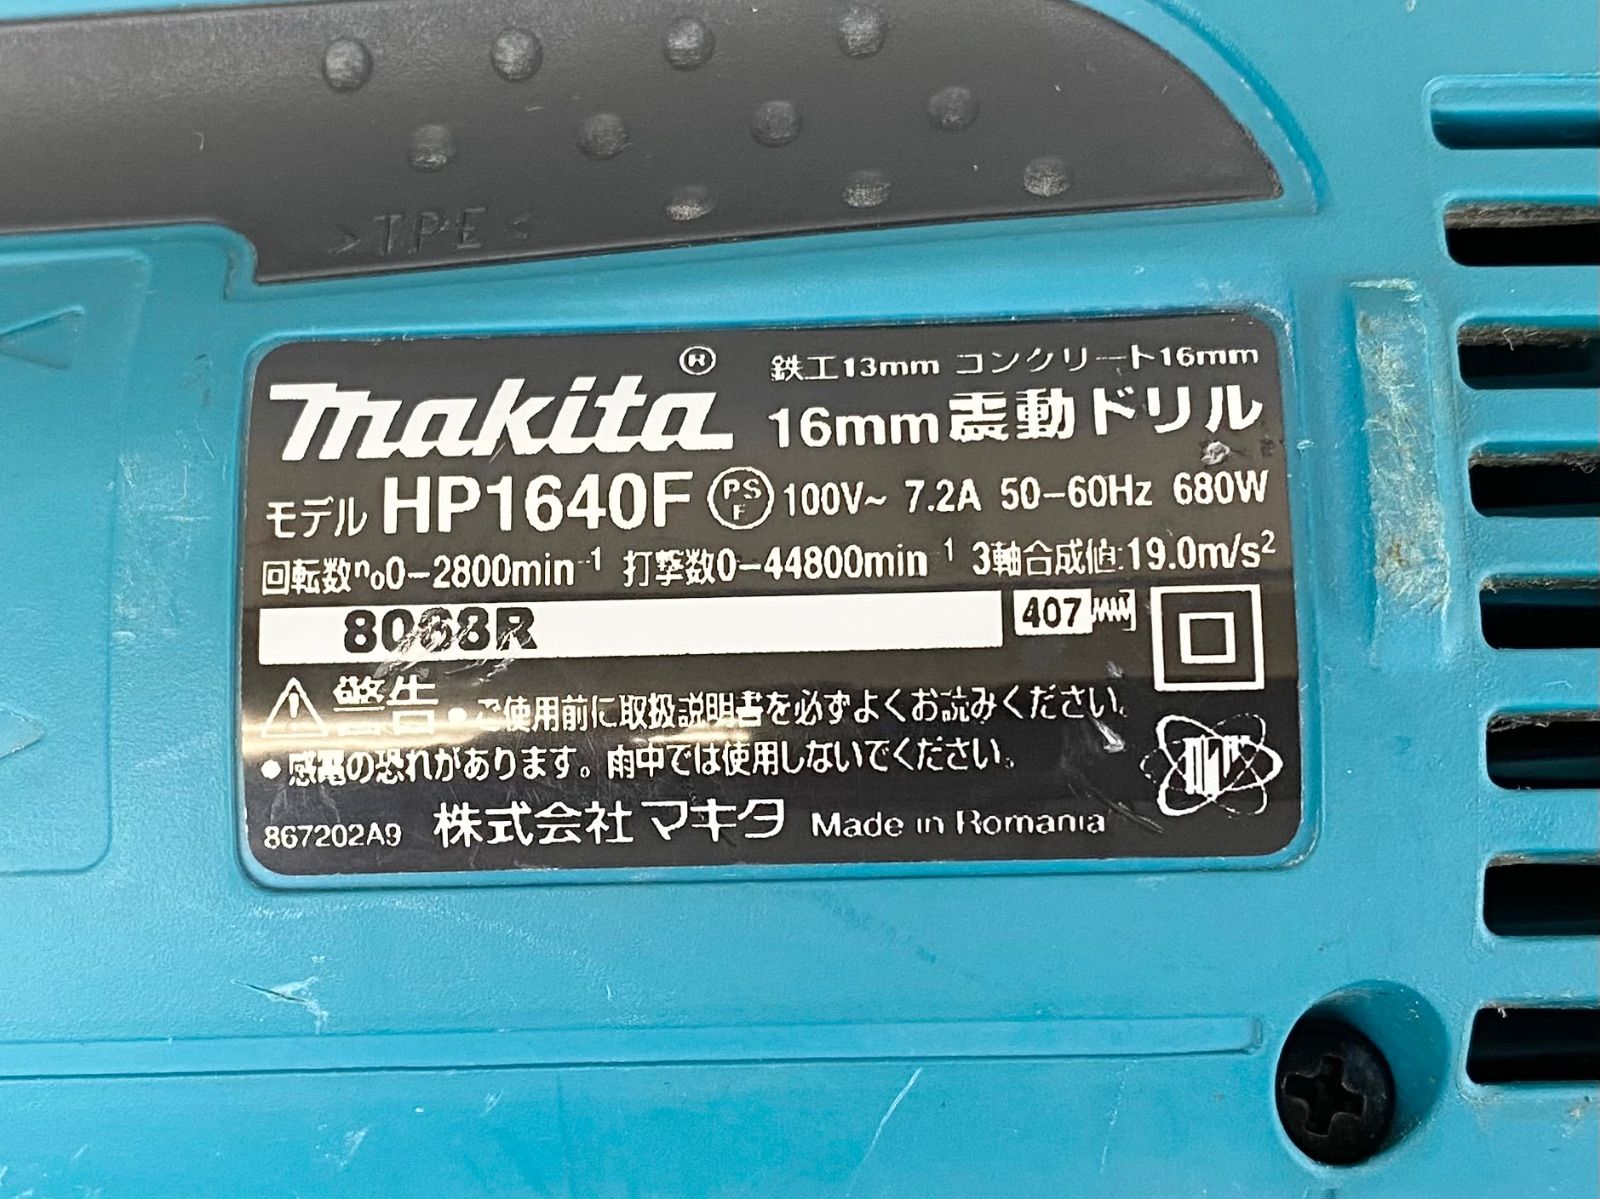 >TPE<
makita®
鉄工13mm コンクリート16mm
16mm 震動ドリル
モデル HP1640F PSE 100V~ 7.2A 50-60Hz 680W
回転数n₀0-2800min⁻¹ 打撃数0-44800min⁻¹ 3軸合成値:19.0m/s²
407
⚠警告 ●ご使用前に取扱説明書を必ずよくお読みください。
●感電の恐れがあります。雨中では使用しないでください。
867202A9 株式会社マキタ Made in Romania